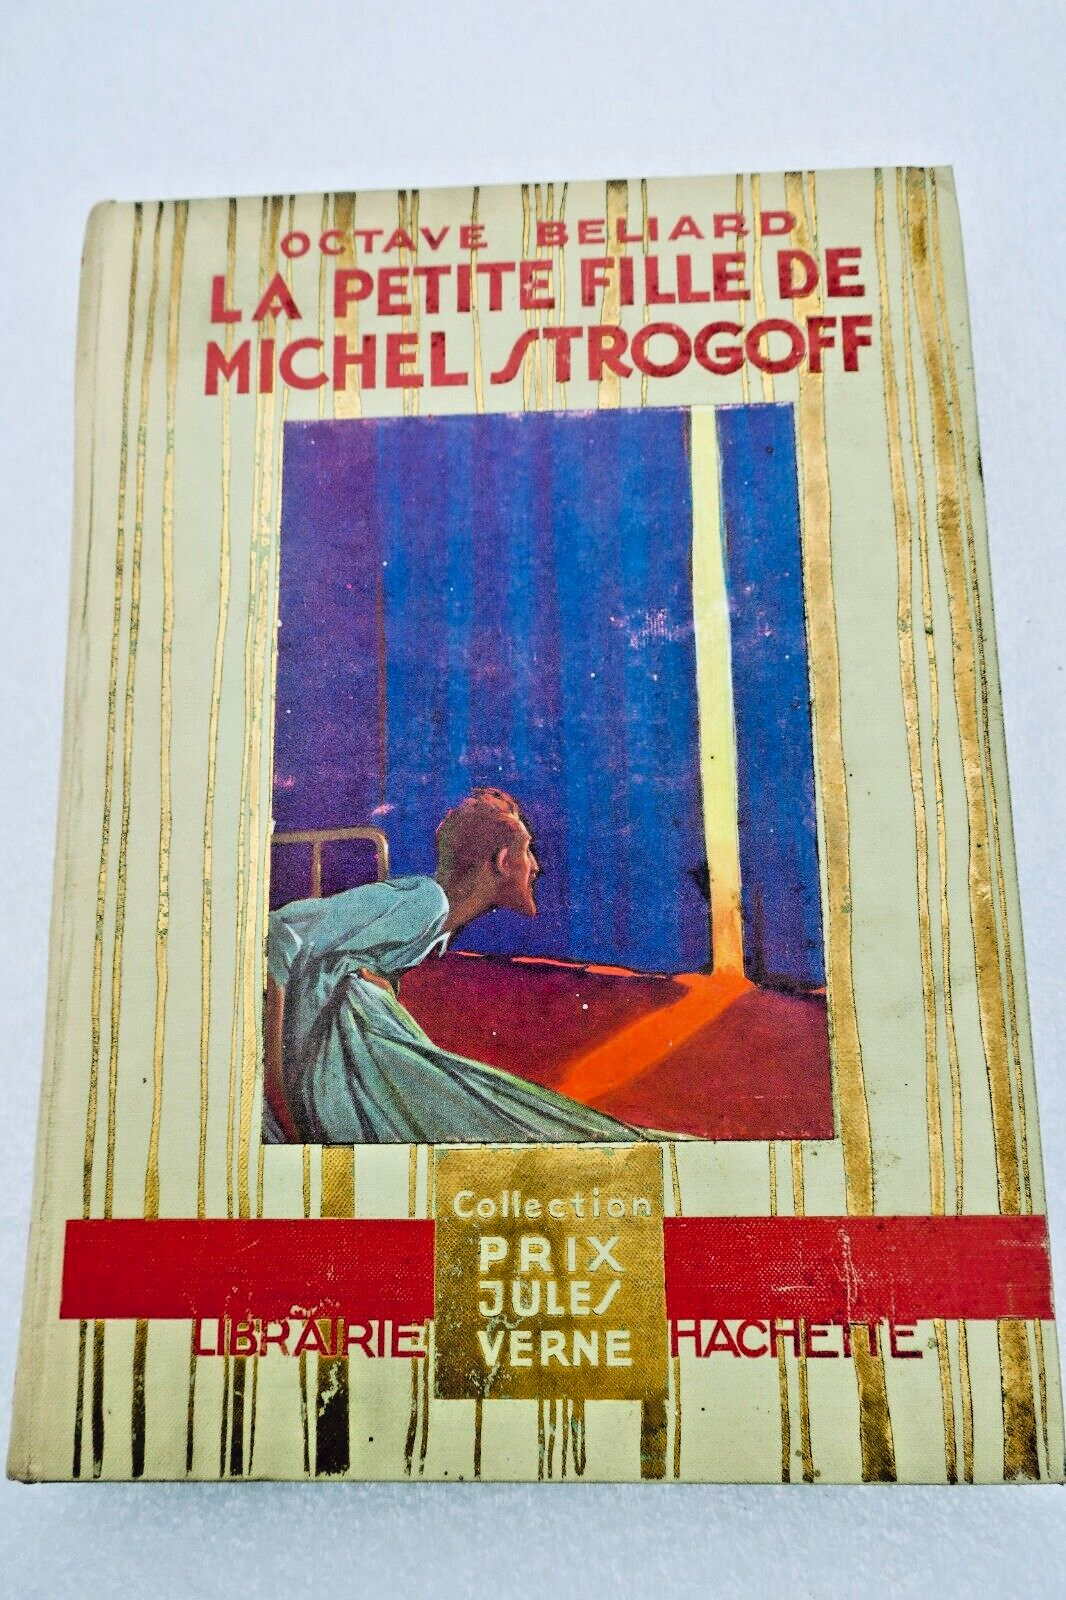 OCTAVE BELIARD
LA PETITE FILLE DE
MICHEL STROGOFF
Collection
PRIX
JULES
VERNE
LIBRAIRIE HACHETTE